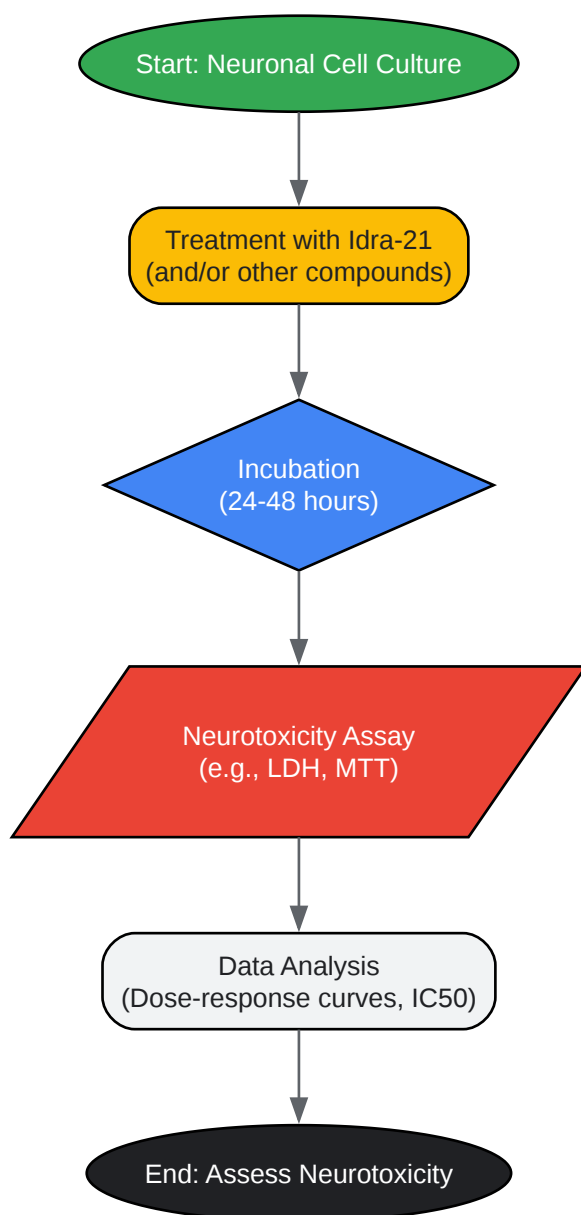 Start: Neuronal Cell Culture
Treatment with Idra-21
(and/or other compounds)
Incubation
(24-48 hours)
Neurotoxicity Assay
(e.g., LDH, MTT)
Data Analysis
(Dose-response curves, IC50)
End: Assess Neurotoxicity